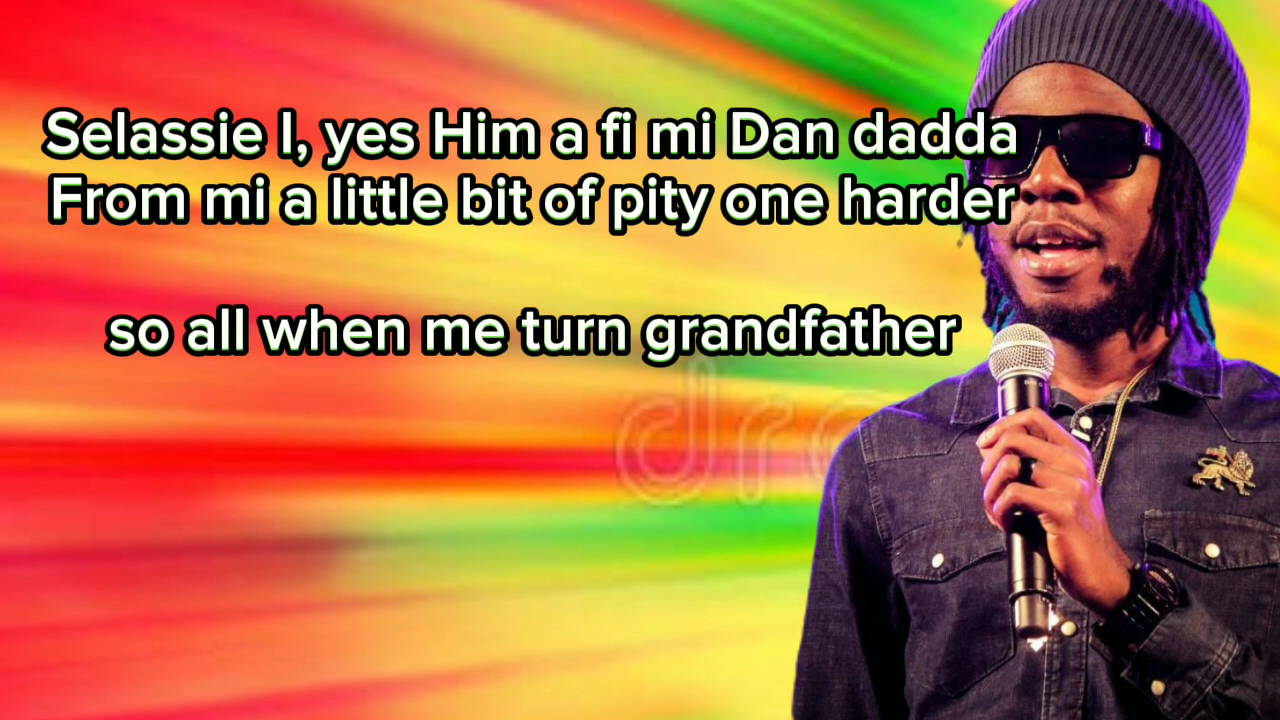 Selassie I, yes Him a fi mi Dan dadda
From mi a little bit of pity one harder
so all when me turn grandfather
dre